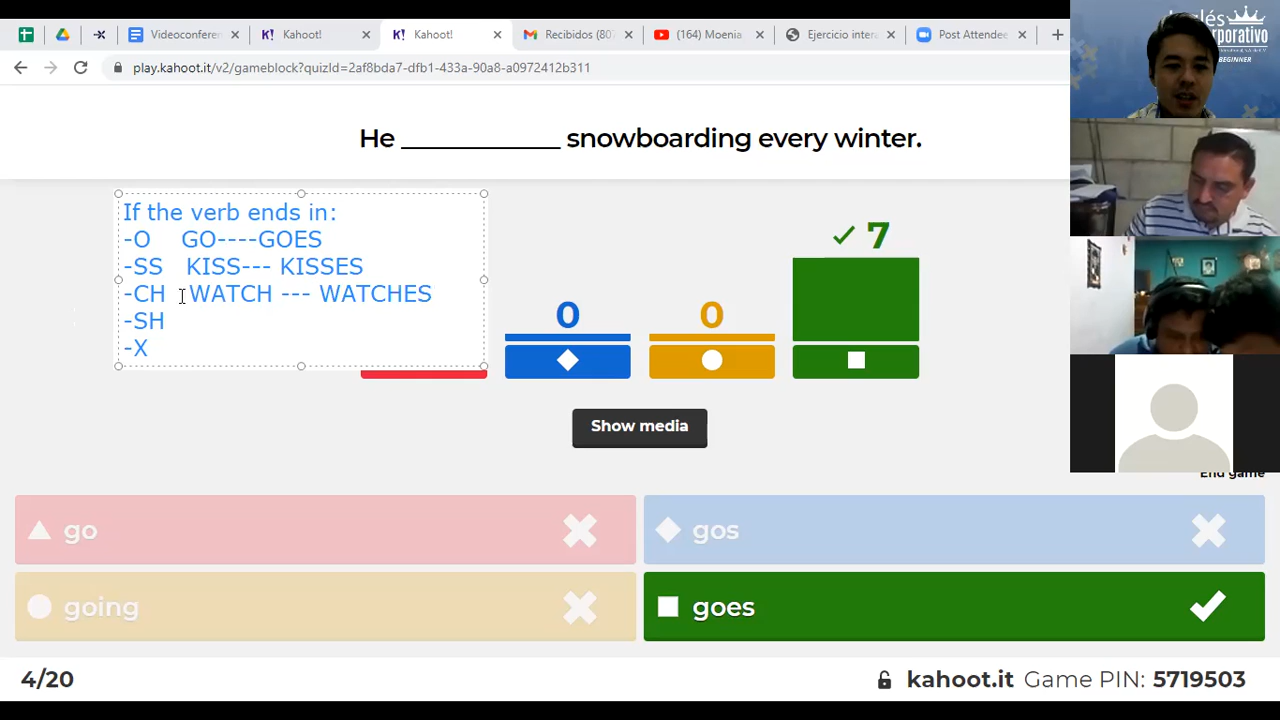 Videoconferen
Kahoot!
Kahoot!
Recibidos (80
(164) Moenia
Ejercicio inter
Post Attendee
play.kahoot.it/v2/gameblock?quizId=2af8bda7-dfb1-433a-90a8-a0972412b311
BEGINNER
He ____________ snowboarding every winter.
If the verb ends in:
-O GO----GOES
-SS KISS--- KISSES
-CH WATCH --- WATCHES
-SH
-X
0
0
7
Show media
End game
go
gos
going
goes
4/20
kahoot.it Game PIN: 5719503